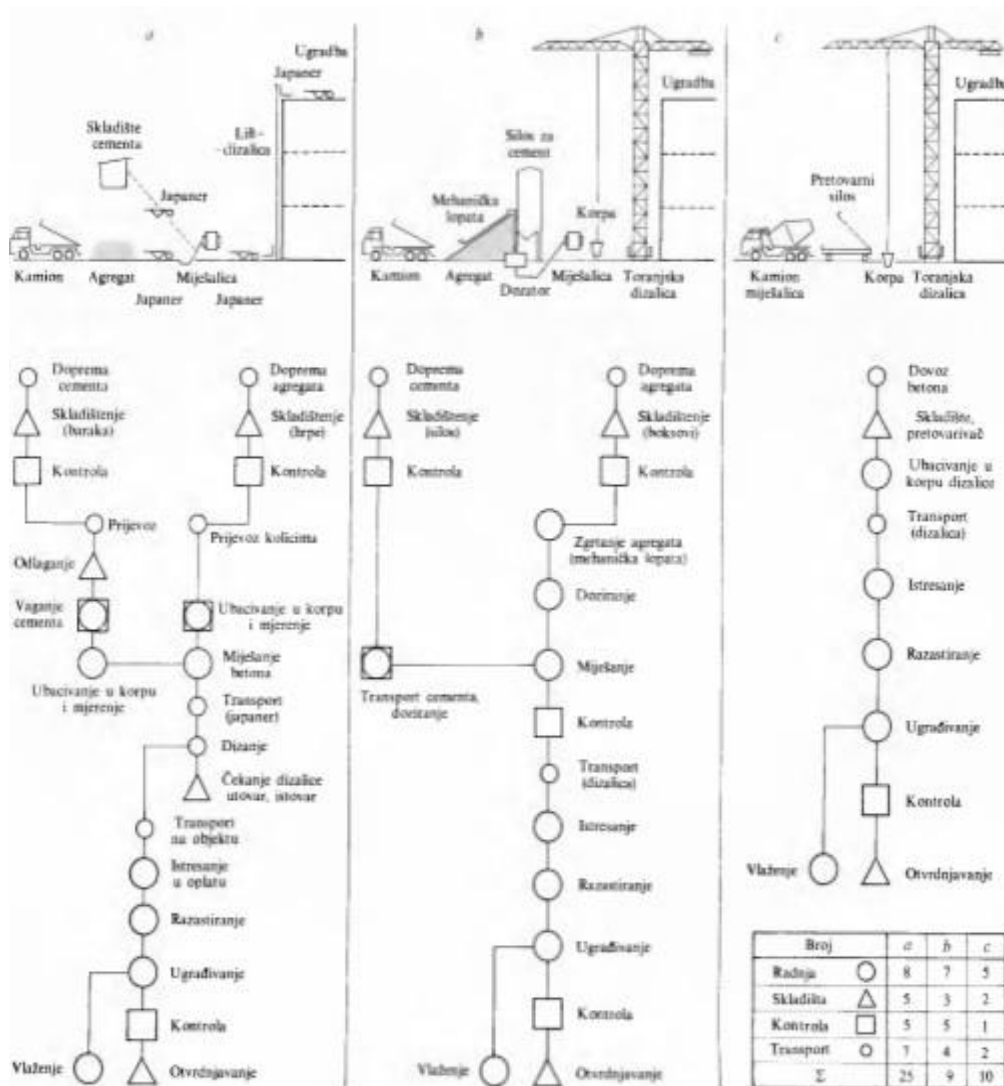 a
Ugradba
Japaner
Skladište
cementa
Lift-
dizalica
Japaner
Kamion
Agregat
Miješalica
Japaner
Japaner
b
Ugradba
Silos za
cement
Mehanička
lopata
Korpa
Kamion
Agregat
Miješalica
Toranjska
dizalica
Dozator
c
Ugradba
Pretovarni
silos
Kamion
miješalica
Korpa
Toranjska
dizalica
Doprema
cementa
Doprema
agregata
Skladištenje
(baraka)
Skladištenje
(hrpe)
Kontrola
Kontrola
Prijevoz
Prijevoz kolicima
Odlaganje
Vaganje
cementa
Ubacivanje u korpu
i mjerenje
Ubacivanje u korpu
i mjerenje
Miješanje
betona
Transport
(japaner)
Dizanje
Čekanje dizalice
utovar, istovar
Transport
na objektu
Istresanje
u oplatu
Razastiranje
Ugrađivanje
Kontrola
Vlaženje
Otvrdnjavanje
Doprema
cementa
Doprema
agregata
Skladištenje
(silos)
Skladištenje
(boksovi)
Kontrola
Kontrola
Zgrtanje agregata
(mehanička lopata)
Doziranje
Miješanje
Transport cementa,
doziranje
Kontrola
Transport
(dizalica)
Istresanje
Razastiranje
Ugrađivanje
Kontrola
Vlaženje
Otvrdnjavanje
Dovoz
betona
Skladište,
pretovarivač
Ubacivanje u
korpu dizalice
Transport
(dizalica)
Istresanje
Razastiranje
Ugrađivanje
Kontrola
Vlaženje
Otvrdnjavanje
Broj a b c
Radnja 8 7 5
Skladišta 5 3 2
Kontrola 5 5 1
Transport 7 4 2
Σ 25 9 10